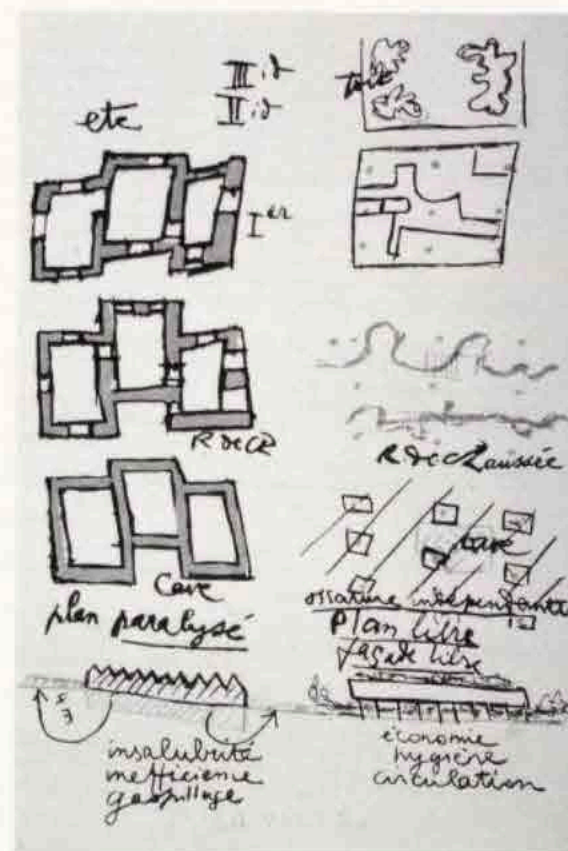 etc
III id
II id
Ier
toit
R de Ch
R de Chaussée
Cave
plan paralysé
cave
ossature indépendante
Plan libre
façade libre
insalubrité
inefficience
gaspillage
économie
hygiène
circulation